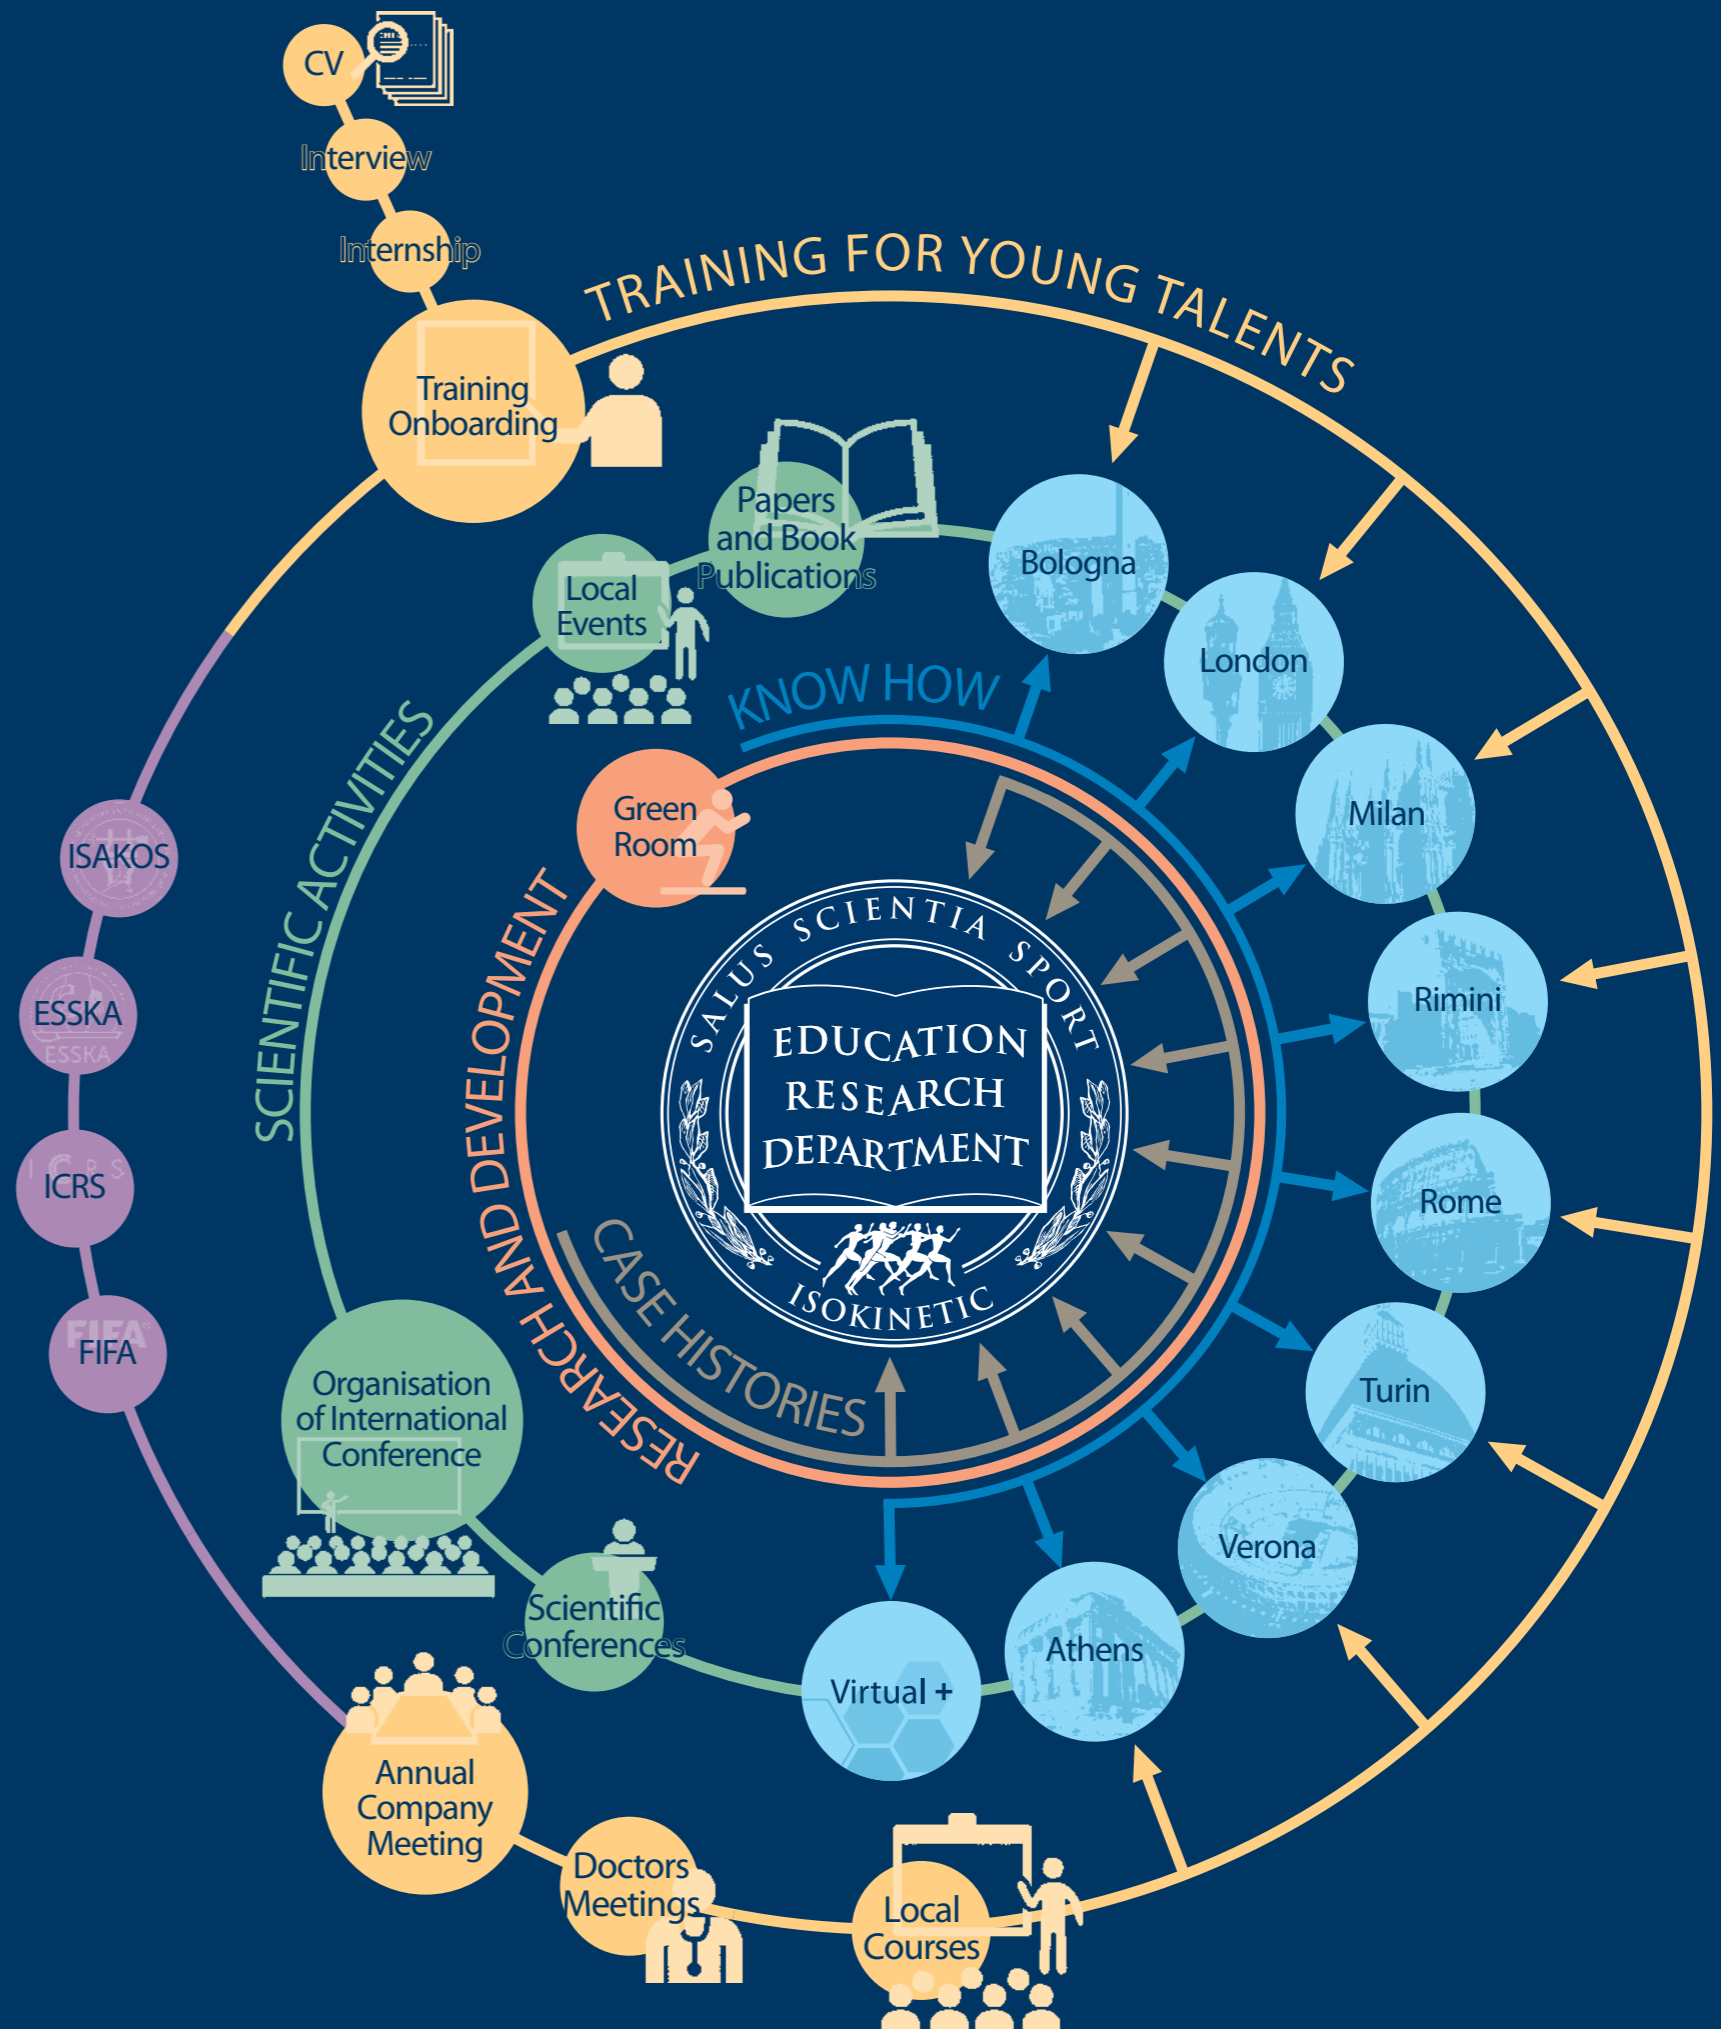 CV
Interview
Internship
TRAINING FOR YOUNG TALENTS
Training
Onboarding
Papers
and Book
Publications
Local
Events
Bologna
London
Milan
Rimini
Rome
Turin
Verona
Athens
Virtual +
KNOW HOW
SCIENTIFIC ACTIVITIES
Green
Room
RESEARCH AND DEVELOPMENT
CASE HISTORIES
SALUS SCIENTIA SPORT
EDUCATION
RESEARCH
DEPARTMENT
ISOKINETIC
ISAKOS
ESSKA
ESSKA
ICRS
ICRS
FIFA
FIFA
Organisation
of International
Conference
Scientific
Conferences
Annual
Company
Meeting
Doctors
Meetings
Local
Courses